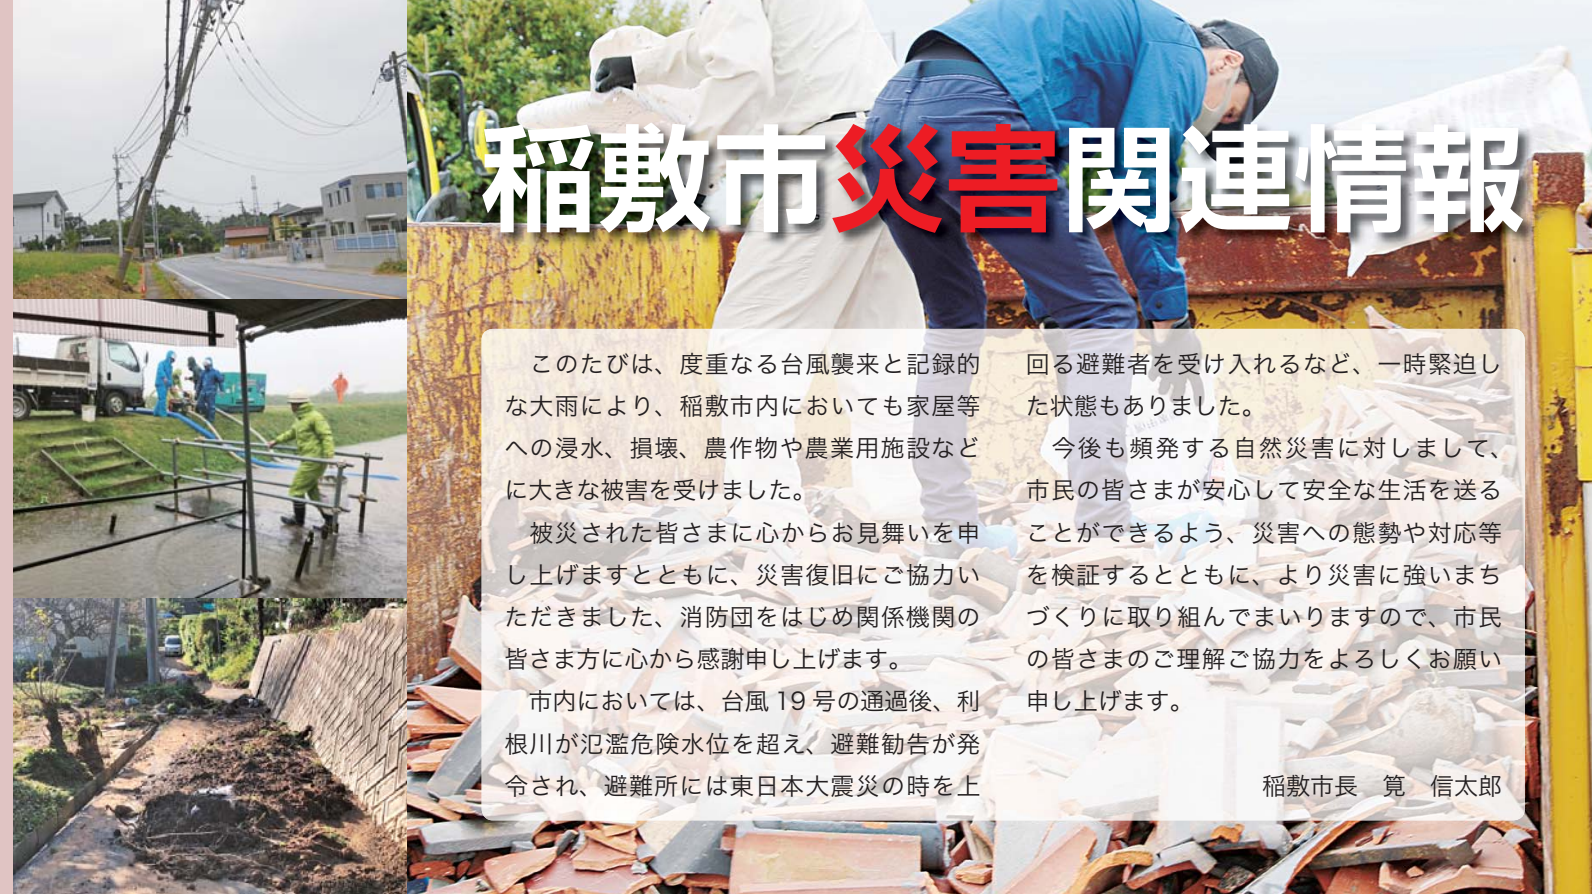 稲敷市災害関連情報
　このたびは、度重なる台風襲来と記録的
な大雨により、稲敷市内においても家屋等
への浸水、損壊、農作物や農業用施設など
に大きな被害を受けました。
　被災された皆さまに心からお見舞いを申
し上げますとともに、災害復旧にご協力い
ただきました、消防団をはじめ関係機関の
皆さま方に心から感謝申し上げます。
　市内においては、台風 19 号の通過後、利
根川が氾濫危険水位を超え、避難勧告が発
令され、避難所には東日本大震災の時を上
回る避難者を受け入れるなど、一時緊迫し
た状態もありました。
　今後も頻発する自然災害に対しまして、
市民の皆さまが安心して安全な生活を送る
ことができるよう、災害への態勢や対応等
を検証するとともに、より災害に強いまち
づくりに取り組んでまいりますので、市民
の皆さまのご理解ご協力をよろしくお願い
申し上げます。
稲敷市長　筧　信太郎